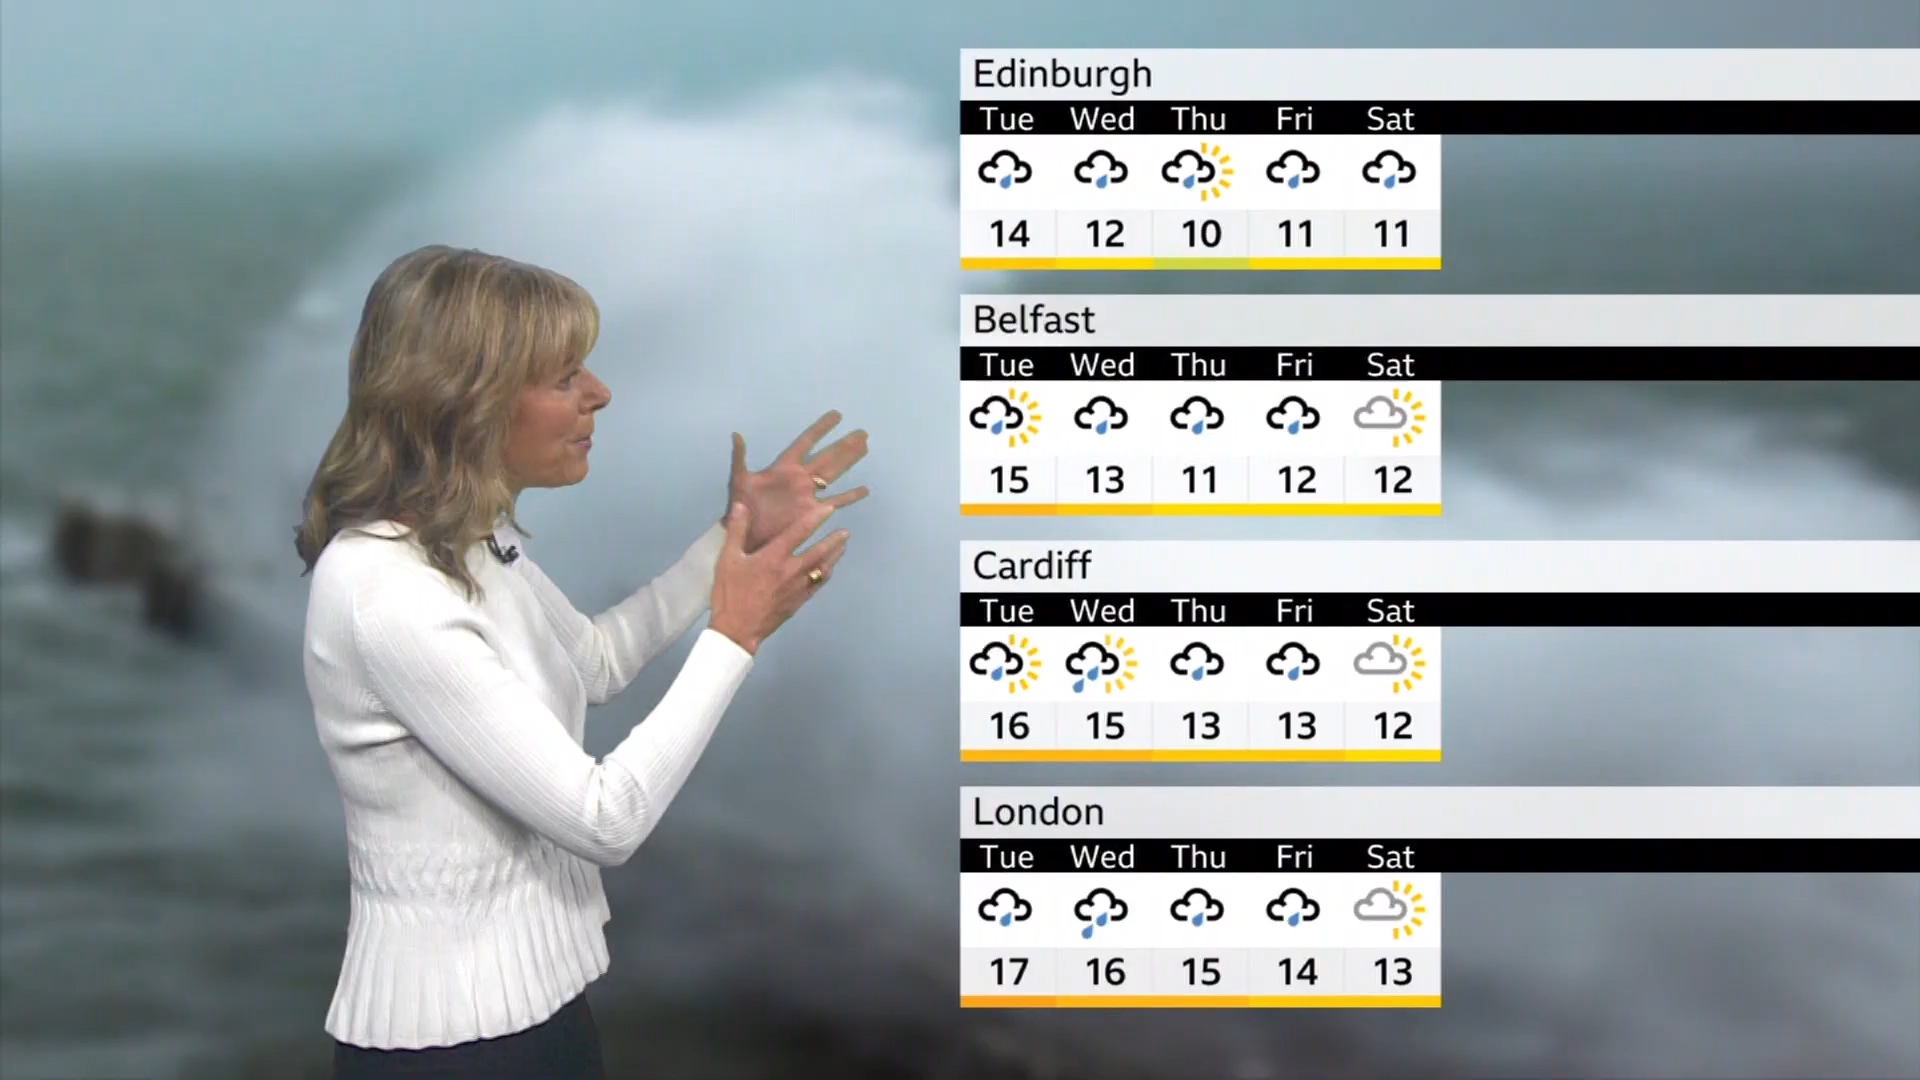 Edinburgh
Tue Wed Thu Fri Sat
14 12 10 11 11
Belfast
Tue Wed Thu Fri Sat
15 13 11 12 12
Cardiff
Tue Wed Thu Fri Sat
16 15 13 13 12
London
Tue Wed Thu Fri Sat
17 16 15 14 13